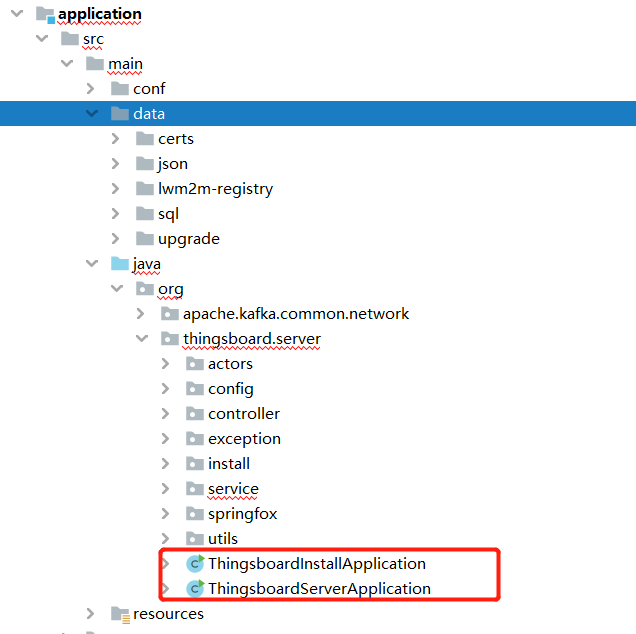 application
src
main
conf
data
certs
json
lwm2m-registry
sql
upgrade
java
org
apache.kafka.common.network
thingsboard.server
actors
config
controller
exception
install
service
springfox
utils
C ThingsboardInstallApplication
C ThingsboardServerApplication
resources